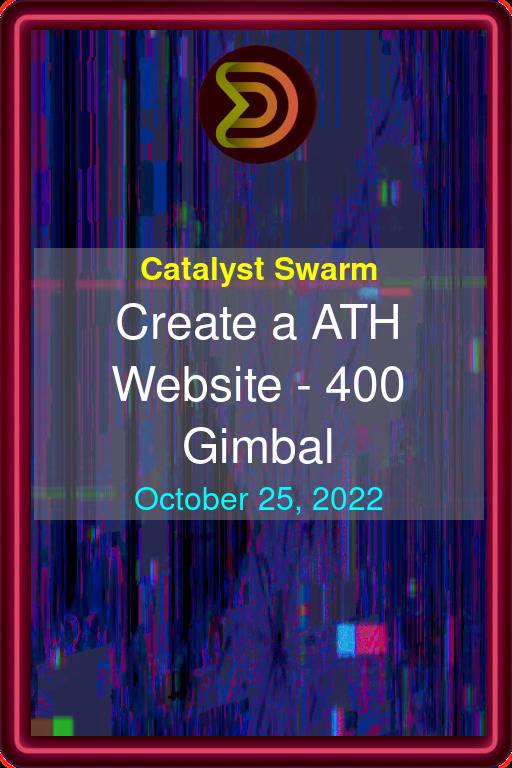 Catalyst Swarm
Create a ATH
Website - 400
Gimbal
October 25, 2022